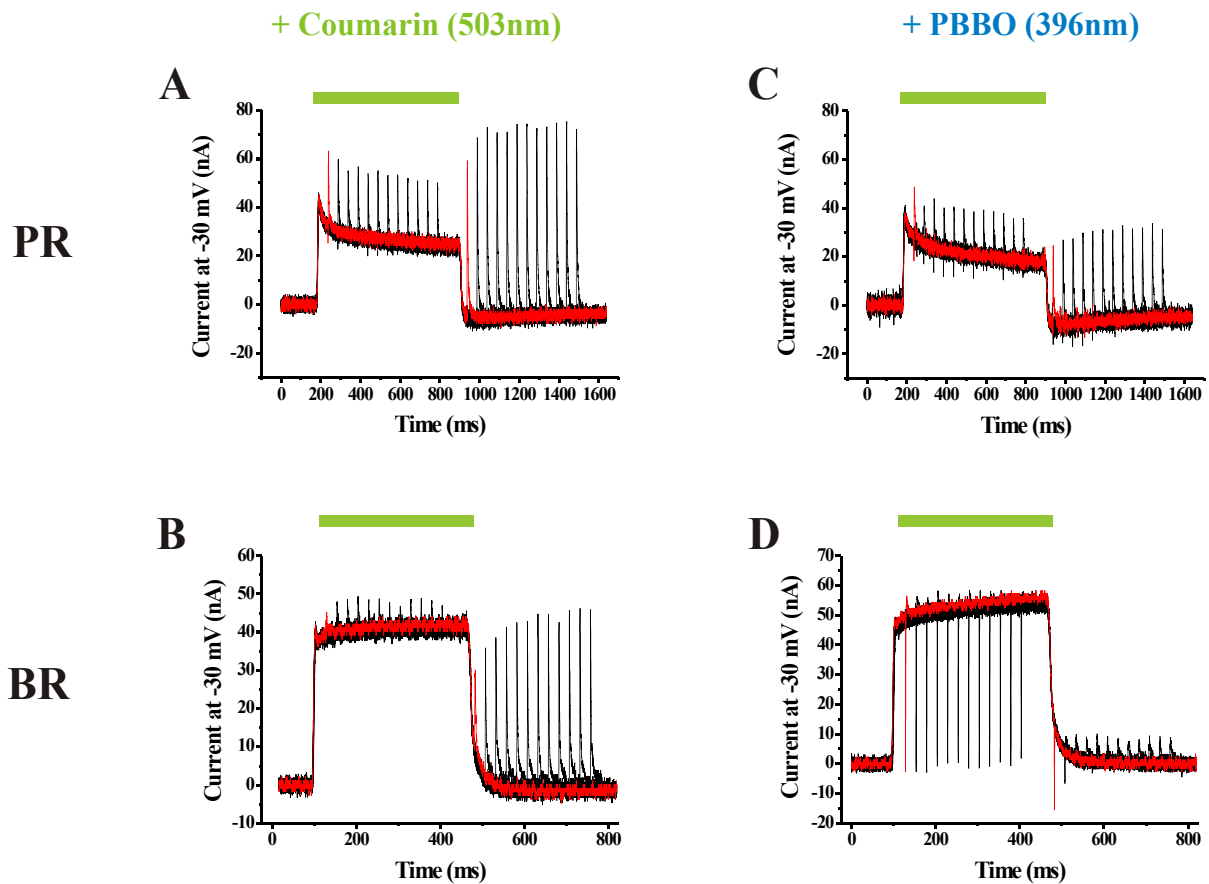 + Coumarin (503nm)
+ PBBO (396nm)
PR
BR
A
Current at -30 mV (nA)
80
60
40
20
0
-20
0 200 400 600 800 1000 1200 1400 1600
Time (ms)
C
Current at -30 mV (nA)
80
60
40
20
0
-20
0 200 400 600 800 1000 1200 1400 1600
Time (ms)
B
Current at -30 mV (nA)
60
50
40
30
20
10
0
-10
0 200 400 600 800
Time (ms)
D
Current at -30 mV (nA)
70
60
50
40
30
20
10
0
-10
-20
0 200 400 600 800
Time (ms)